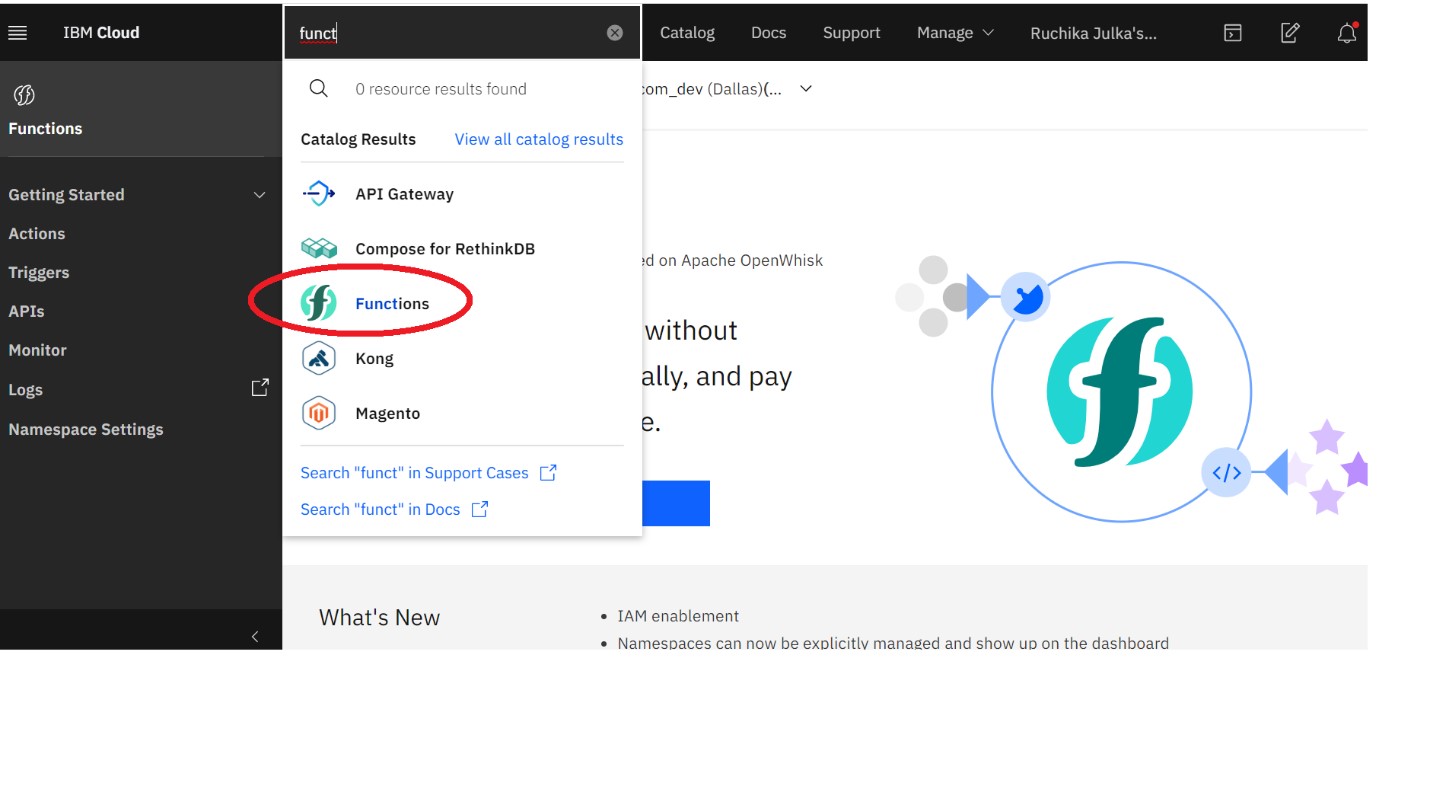 IBM Cloud
funct
Catalog
Docs
Support
Manage
Ruchika Julka's...
Functions
Getting Started
Actions
Triggers
APIs
Monitor
Logs
Namespace Settings
0 resource results found
Catalog Results
View all catalog results
API Gateway
Compose for RethinkDB
Functions
Kong
Magento
Search "funct" in Support Cases
Search "funct" in Docs
com_dev (Dallas)(...
ed on Apache OpenWhisk
without
ally, and pay
e.
</>
What's New
• IAM enablement
• Namespaces can now be explicitly managed and show up on the dashboard